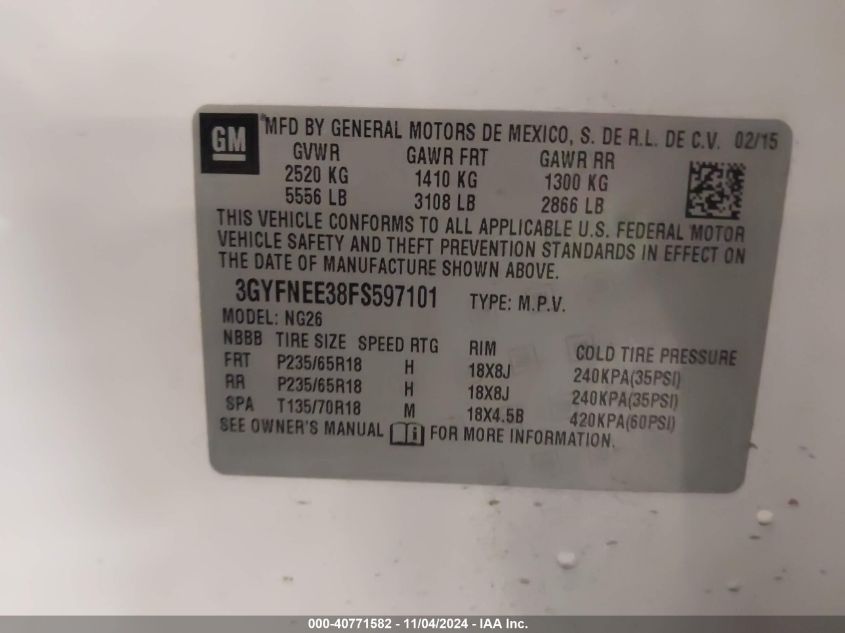 GM
MFD BY GENERAL MOTORS DE MEXICO, S. DE R.L. DE C.V. 02/15
GVWR GAWR FRT GAWR RR
2520 KG 1410 KG 1300 KG
5556 LB 3108 LB 2866 LB
THIS VEHICLE CONFORMS TO ALL APPLICABLE U.S. FEDERAL MOTOR
VEHICLE SAFETY AND THEFT PREVENTION STANDARDS IN EFFECT ON
THE DATE OF MANUFACTURE SHOWN ABOVE.
3GYFNEE38FS597101 TYPE: M.P.V.
MODEL: NG26
NBBB TIRE SIZE SPEED RTG RIM COLD TIRE PRESSURE
FRT P235/65R18 H 18X8J 240KPA(35PSI)
RR P235/65R18 H 18X8J 240KPA(35PSI)
SPA T135/70R18 M 18X4.5B 420KPA(60PSI)
SEE OWNER'S MANUAL FOR MORE INFORMATION.
000-40771582 - 11/04/2024 - IAA Inc.